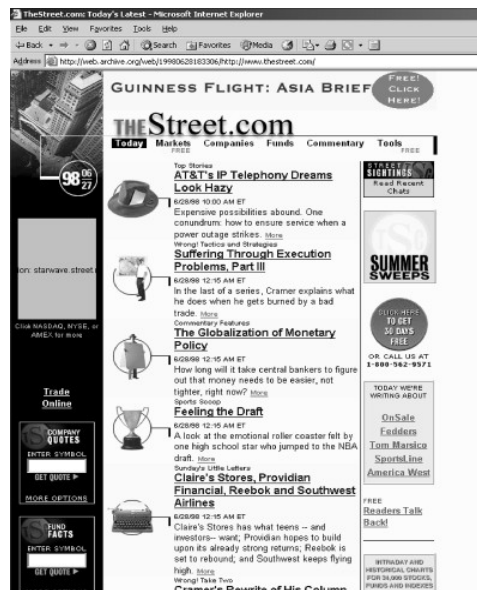 TheStreet.com: Today's Latest - Microsoft Internet Explorer
File Edit View Favorites Tools Help
Back Search Favorites Media
Address http://web.archive.org/web/19980628183306/http://www.thestreet.com/
GUINNESS FLIGHT: ASIA BRIEF
FREE!
CLICK
HERE!
THE Street.com
Today Markets Companies Funds Commentary Tools
FREE FREE
98 06
27
ion: starwave.street.
Click NASDAQ, NYSE, or
AMEX for more
Trade
Online
COMPANY
QUOTES
ENTER SYMBOL
GET QUOTE
MORE OPTIONS
FUND
FACTS
ENTER SYMBOL
GET QUOTE
Top Stories
AT&T's IP Telephony Dreams
Look Hazy
6/28/98 10:00 AM ET
Expensive possibilities abound. One
conundrum: how to ensure service when a
power outage strikes. More
Wrong! Tactics and Strategies
Suffering Through Execution
Problems, Part III
6/28/98 12:15 AM ET
In the last of a series, Cramer explains what
he does when he gets burned by a bad
trade. More
Commentary Features
The Globalization of Monetary
Policy
6/28/98 12:15 AM ET
How long will it take central bankers to figure
out that money needs to be easier, not
tighter, right now? More
Sports Scoop
Feeling the Draft
6/28/98 12:15 AM ET
A look at the emotional roller coaster felt by
one high school star who jumped to the NBA
draft. More
Sunday's Little Letters
Claire's Stores, Providian
Financial, Reebok and Southwest
Airlines
6/28/98 12:15 AM ET
Claire's Stores has what teens -- and
investors-- want; Providian hopes to build
upon its already strong returns; Reebok is
set to rebound; and Southwest keeps flying
high. More
Wrong! Take Two
Cramer's Rewrite of His Column
STREET
SIGHTINGS
Read Recent
Chats
SUMMER
SWEEPS
CLICK HERE
TO GET
30 DAYS
FREE
OR CALL US AT
1-800-562-9571
TODAY WE'RE
WRITING ABOUT
OnSale
Fedders
Tom Marsico
SportsLine
America West
FREE
Readers Talk
Back!
INTRADAY AND
HISTORICAL CHARTS
FOR 24,000 STOCKS,
FUNDS AND INDEXES